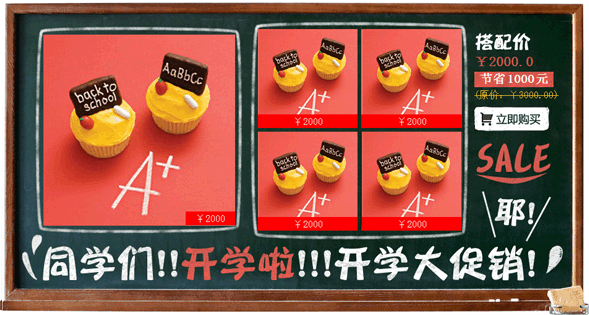 back to
school
AaBbCc
A+
￥2000
back to
school
AaBbCc
A+
￥2000
back to
school
AaBbCc
A+
￥2000
back to
school
AaBbCc
A+
￥2000
back to
school
AaBbCc
A+
￥2000
搭配价
￥2000.0
节省1000元
(原价：￥3000.00)
立即购买
SALE
耶!
同学们!!开学啦!!!开学大促销!